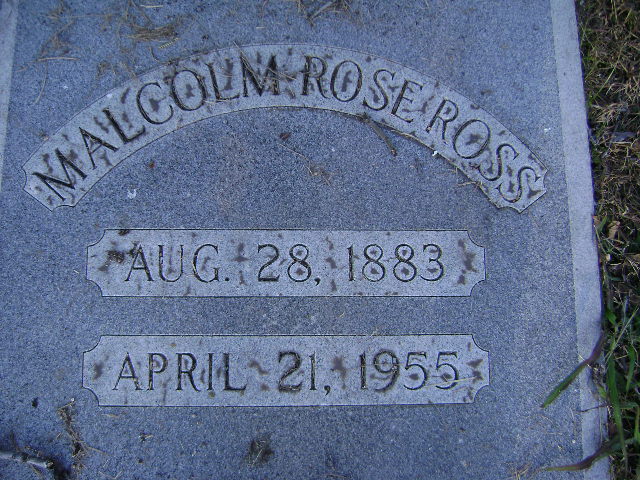 MALCOLM ROSE ROSS
AUG. 28, 1883
APRIL 21, 1955